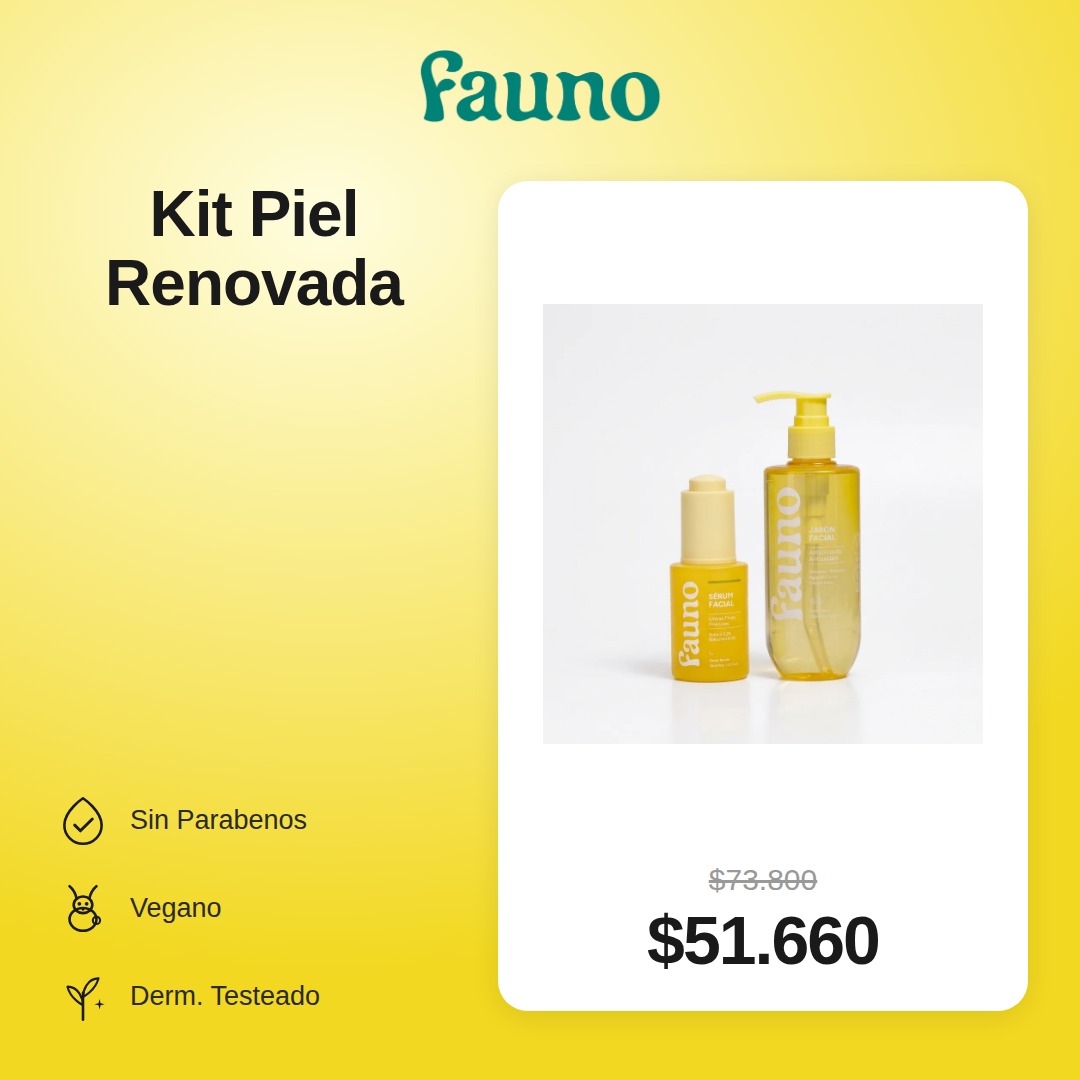 fauno
Kit Piel
Renovada
fauno
SÉRUM
FACIAL
fauno
JABÓN
FACIAL
Sin Parabenos
Vegano
Derm. Testeado
$73.800
$51.660